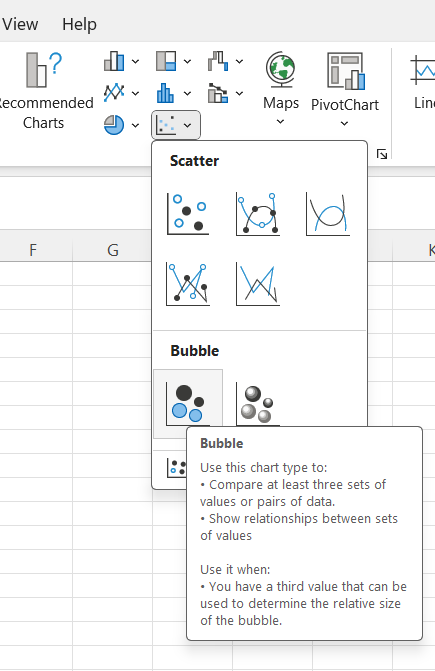 View Help
Recommended
Charts
Maps
PivotChart
Line
Scatter
F G K
Bubble
Bubble
Use this chart type to:
• Compare at least three sets of
values or pairs of data.
• Show relationships between sets
of values
Use it when:
• You have a third value that can be
used to determine the relative size
of the bubble.